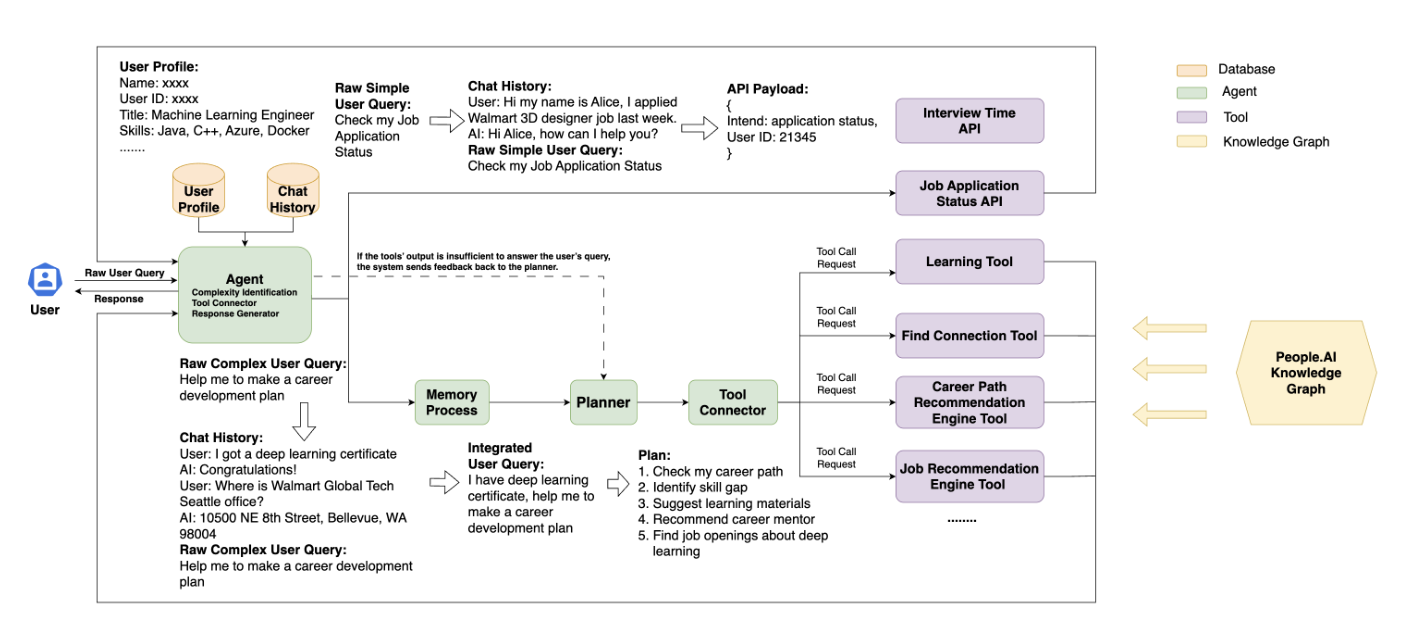 User Profile:
Name: xxxx
User ID: xxxx
Title: Machine Learning Engineer
Skills: Java, C++, Azure, Docker
.......
Raw Simple
User Query:
Check my Job
Application
Status
Chat History:
User: Hi my name is Alice, I applied
Walmart 3D designer job last week.
AI: Hi Alice, how can I help you?
Raw Simple User Query:
Check my Job Application Status
API Payload:
{
Intend: application status,
User ID: 21345
}
Interview Time
API
Job Application
Status API
Database
Agent
Tool
Knowledge Graph
User
Profile
Chat
History
Raw User Query
Response
User
Agent
Complexity Identification
Tool Connector
Response Generator
If the tools' output is insufficient to answer the user's query,
the system sends feedback back to the planner.
Tool Call
Request
Learning Tool
Tool Call
Request
Find Connection Tool
Tool Call
Request
Career Path
Recommendation
Engine Tool
Tool Call
Request
Job Recommendation
Engine Tool
........
People.AI
Knowledge
Graph
Memory
Process
Planner
Tool
Connector
Raw Complex User Query:
Help me to make a career
development plan
Chat History:
User: I got a deep learning certificate
AI: Congratulations!
User: Where is Walmart Global Tech
Seattle office?
AI: 10500 NE 8th Street, Bellevue, WA
98004
Raw Complex User Query:
Help me to make a career development
plan
Integrated
User Query:
I have deep learning
certificate, help me to
make a career
development plan
Plan:
1. Check my career path
2. Identify skill gap
3. Suggest learning materials
4. Recommend career mentor
5. Find job openings about deep
learning